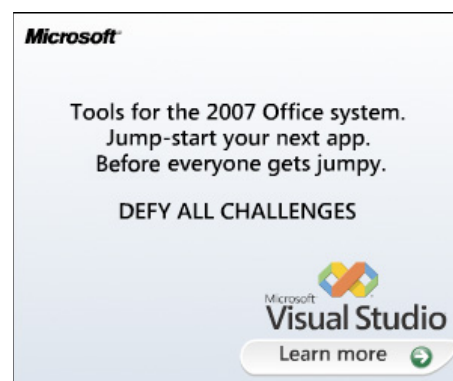 Microsoft
Tools for the 2007 Office system.
Jump-start your next app.
Before everyone gets jumpy.
DEFY ALL CHALLENGES
Microsoft
Visual Studio
Learn more